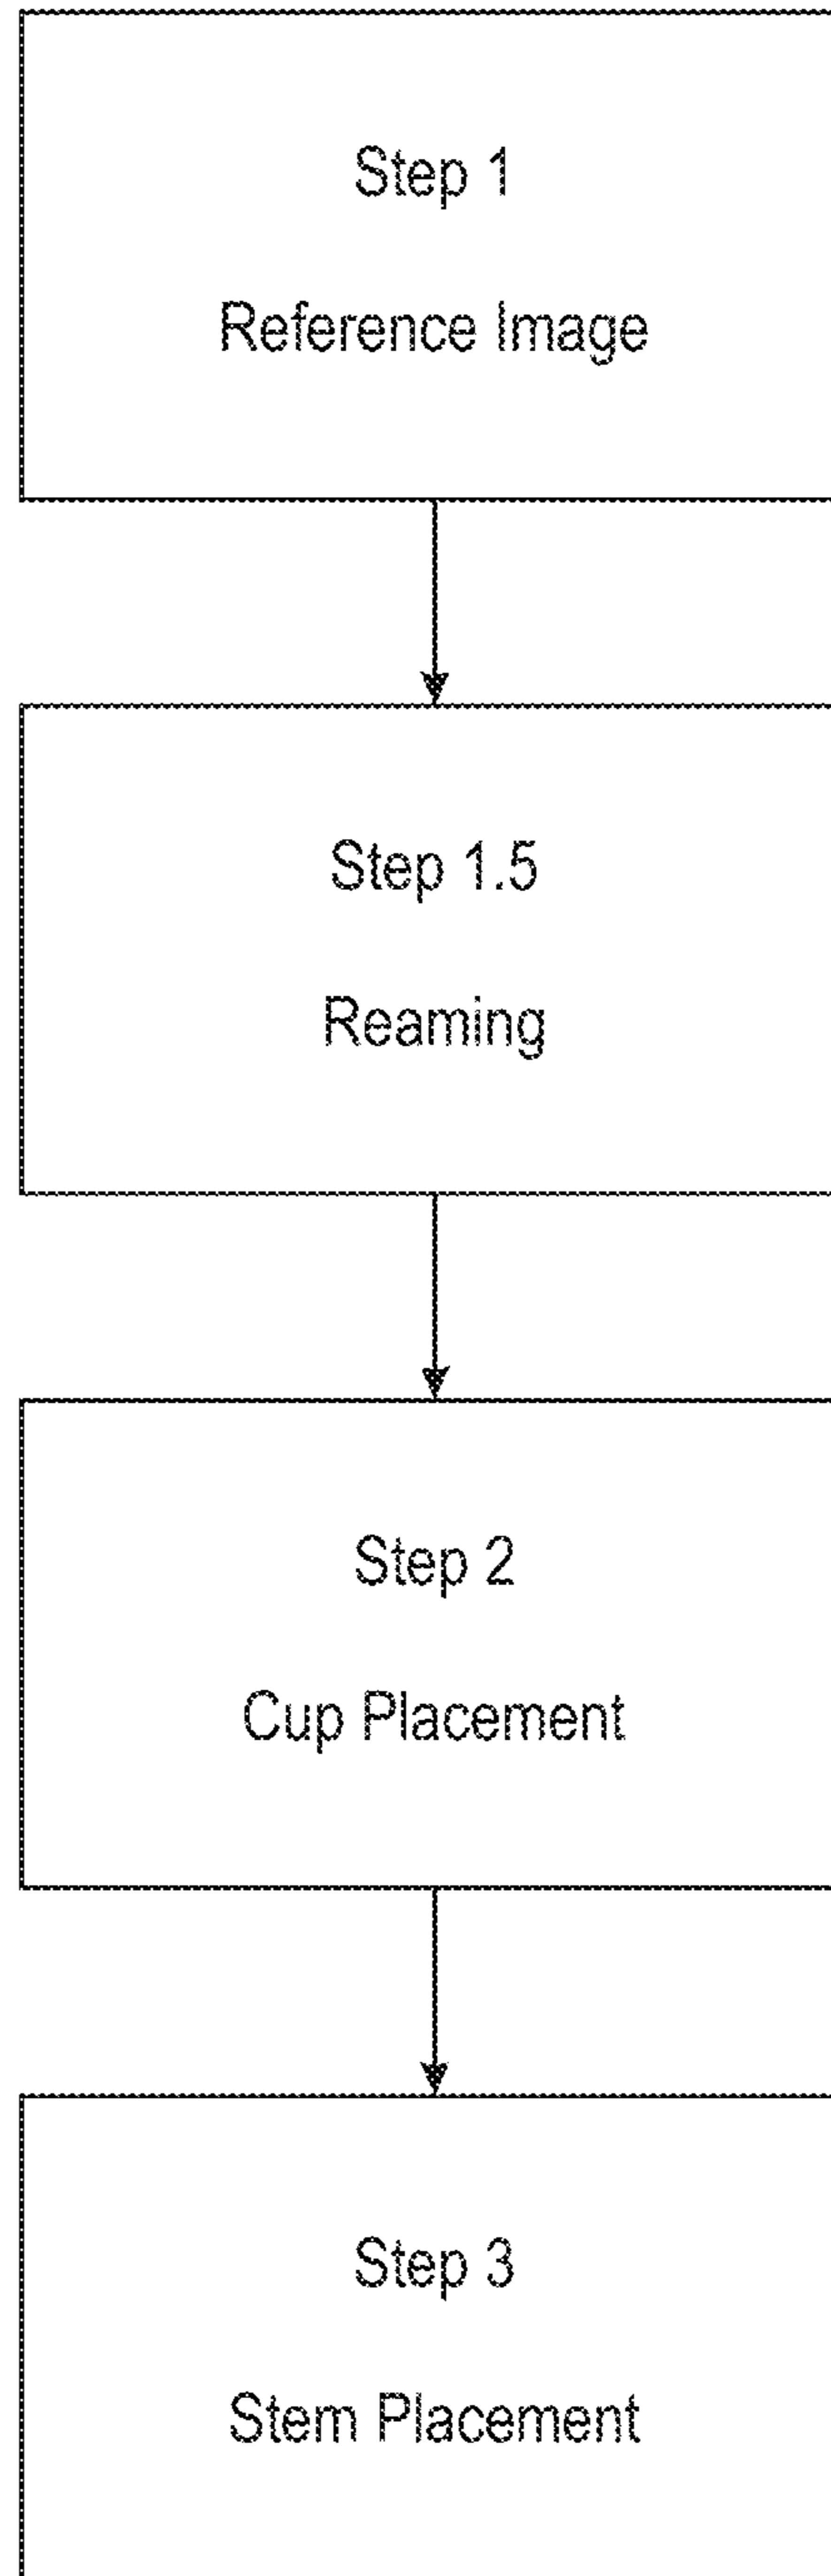 Step 1
Reference Image
Step 1.5
Reaming
Step 2
Cup Placement
Step 3
Stem Placement